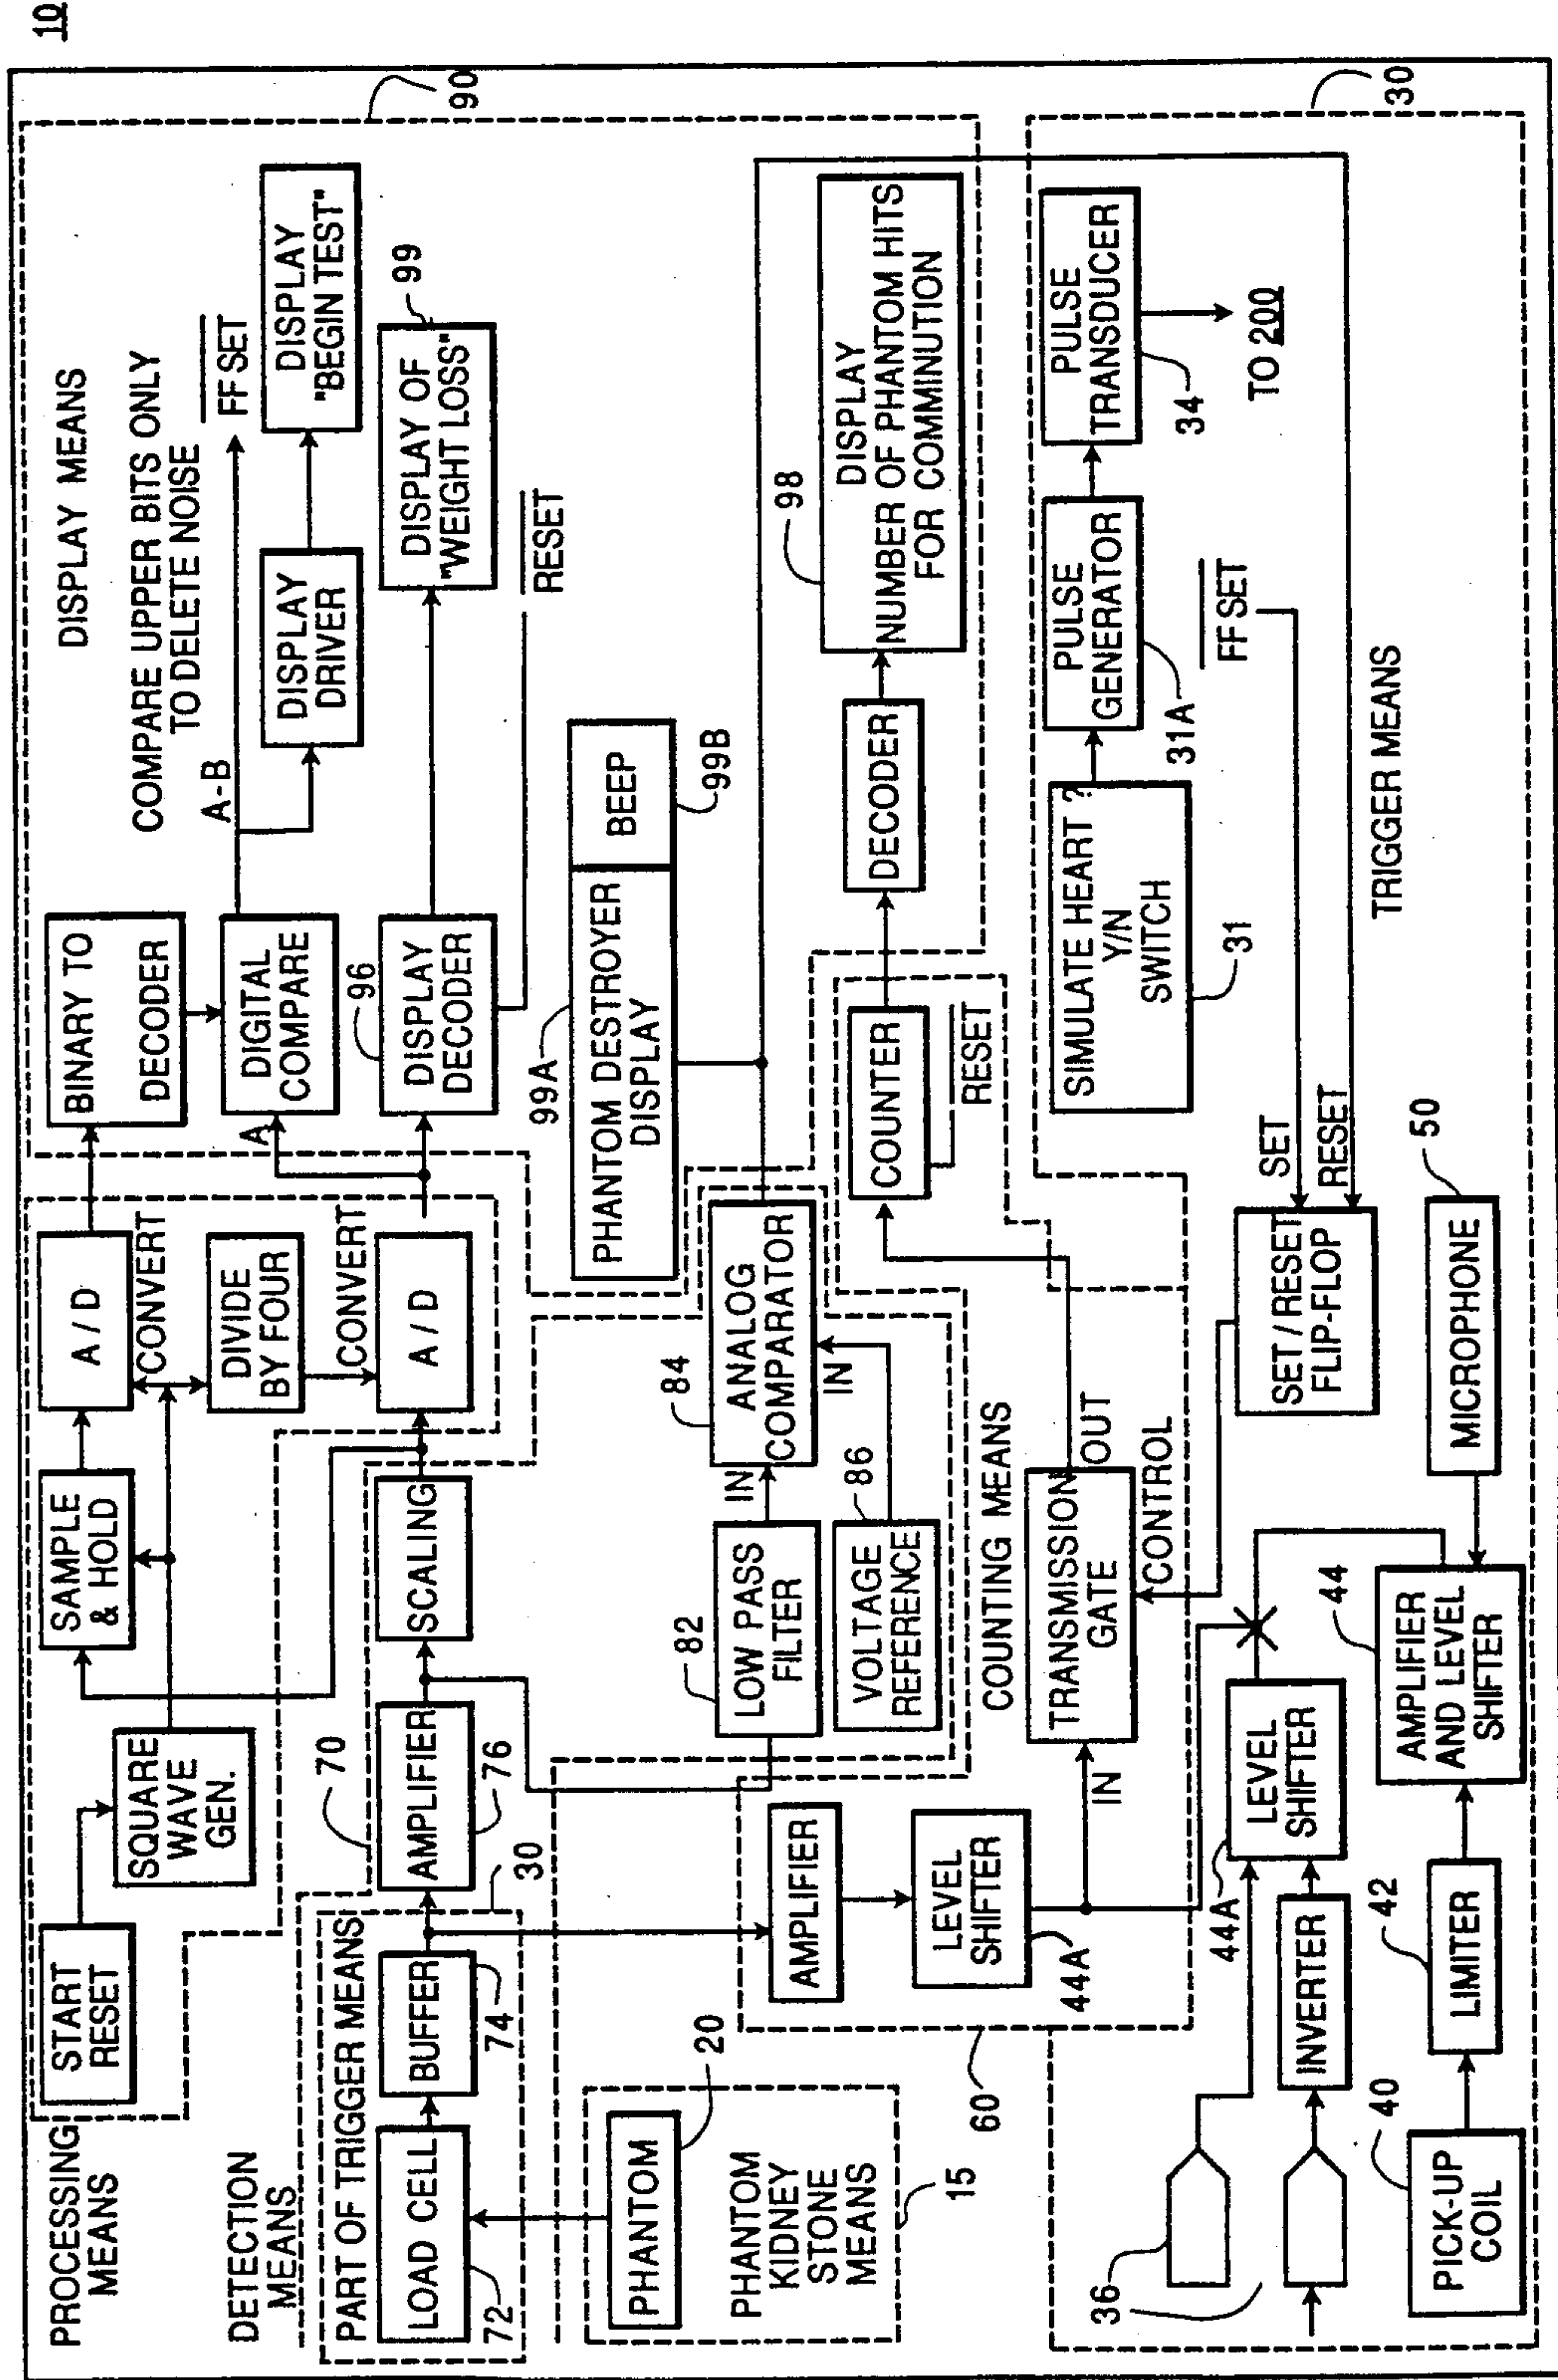 10
PROCESSING
MEANS
START
RESET
SQUARE
WAVE
GEN.
SAMPLE
& HOLD
A / D
CONVERT
DIVIDE
BY FOUR
CONVERT
A / D
BINARY TO
DECODER
A
DIGITAL
COMPARE
96
DISPLAY
DECODER
DISPLAY MEANS
COMPARE UPPER BITS ONLY
TO DELETE NOISE
A-B
FF SET
DISPLAY
DRIVER
DISPLAY
"BEGIN TEST"
DISPLAY OF
"WEIGHT LOSS"
99
RESET
90
DETECTION
MEANS
PART OF TRIGGER MEANS
LOAD CELL
72
BUFFER
74
30
70
AMPLIFIER
76
SCALING
99A
PHANTOM DESTROYER
DISPLAY
BEEP
99B
PHANTOM
20
PHANTOM
KIDNEY
STONE
MEANS
15
82
LOW PASS
FILTER
IN
84
ANALOG
COMPARATOR
IN
VOLTAGE
REFERENCE
86
COUNTING MEANS
AMPLIFIER
LEVEL
SHIFTER
44A
60
IN
TRANSMISSION
GATE
OUT
CONTROL
COUNTER
RESET
DECODER
98
DISPLAY
NUMBER OF PHANTOM HITS
FOR COMMINUTION
SIMULATE HEART ?
Y/N
SWITCH
31
PULSE
GENERATOR
31A
PULSE
TRANSDUCER
34
TO 200
30
FF SET
SET
RESET
SET / RESET
FLIP-FLOP
TRIGGER MEANS
36
INVERTER
44A
LEVEL
SHIFTER
40
PICK-UP
COIL
42
LIMITER
44
AMPLIFIER
AND LEVEL
SHIFTER
50
MICROPHONE